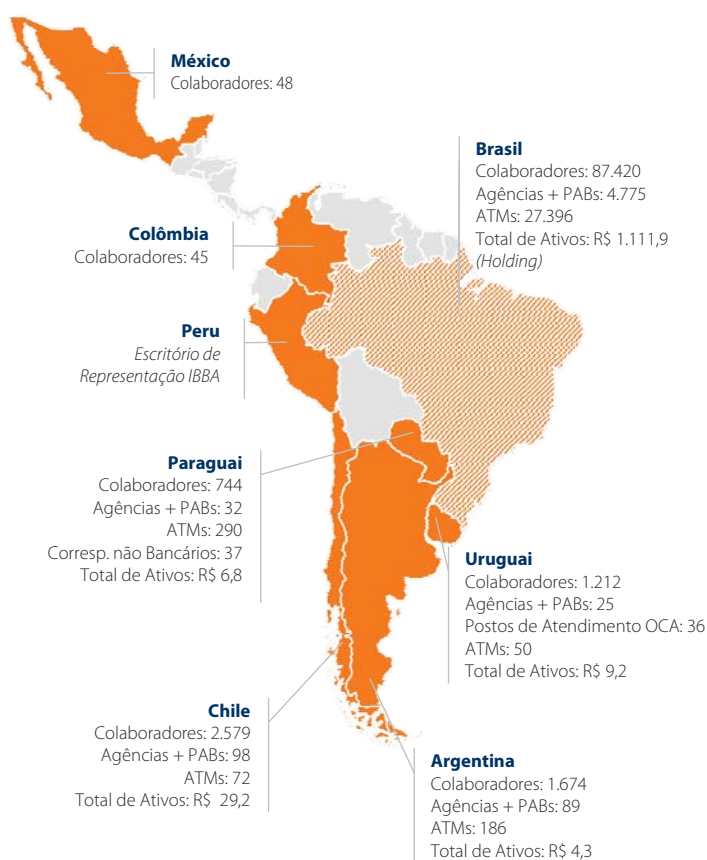 México
Colaboradores: 48
Brasil
Colaboradores: 87.420
Agências + PABs: 4.775
ATMs: 27.396
Total de Ativos: R$ 1.111,9
(Holding)
Colômbia
Colaboradores: 45
Peru
Escritório de
Representação IBBA
Paraguai
Colaboradores: 744
Agências + PABs: 32
ATMs: 290
Corresp. não Bancários: 37
Total de Ativos: R$ 6,8
Uruguai
Colaboradores: 1.212
Agências + PABs: 25
Postos de Atendimento OCA: 36
ATMs: 50
Total de Ativos: R$ 9,2
Chile
Colaboradores: 2.579
Agências + PABs: 98
ATMs: 72
Total de Ativos: R$ 29,2
Argentina
Colaboradores: 1.674
Agências + PABs: 89
ATMs: 186
Total de Ativos: R$ 4,3